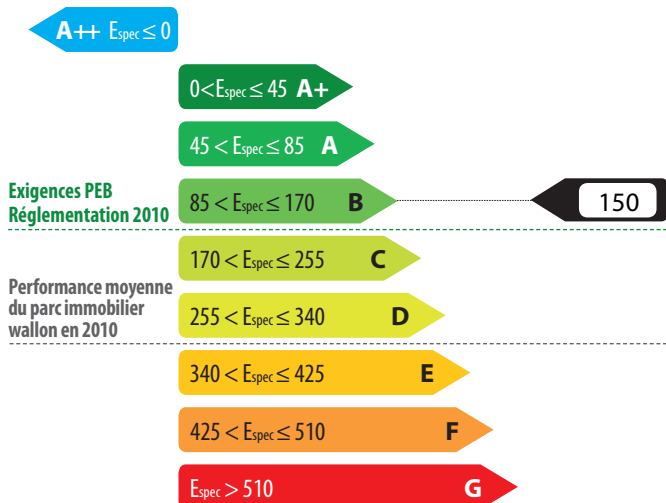 A++ Espec ≤ 0
0<Espec ≤ 45 A+
45 < Espec ≤ 85 A
Exigences PEB
Réglementation 2010
85 < Espec ≤ 170 B
150
170 < Espec ≤ 255 C
Performance moyenne
du parc immobilier
wallon en 2010
255 < Espec ≤ 340 D
340 < Espec ≤ 425 E
425 < Espec ≤ 510 F
Espec > 510 G